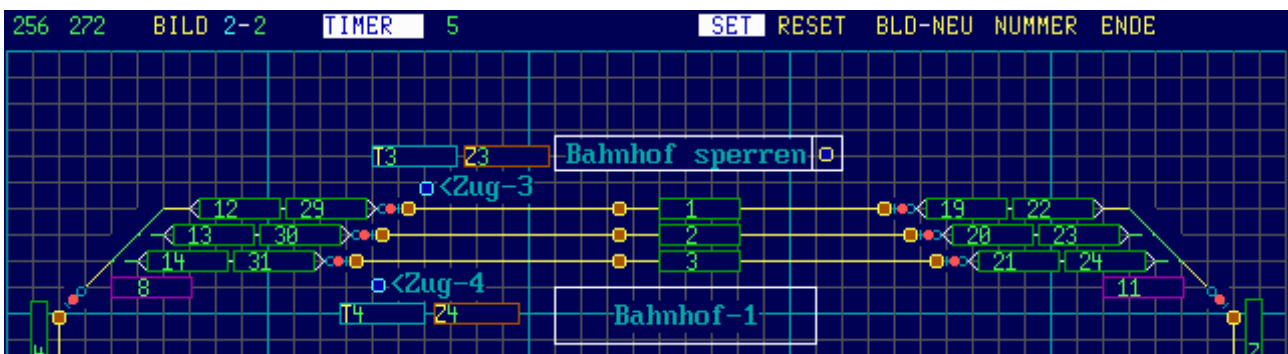 256 272 BILD 2-2 TIMER 5 SET RESET BLD-NEU NUMMER ENDE
T3 Z3 Bahnhof sperren
<Zug-3
12 29 1 19 22
13 30 2 20 23
14 31 3 21 24
8 <Zug-4 11
T4 Z4 Bahnhof-1